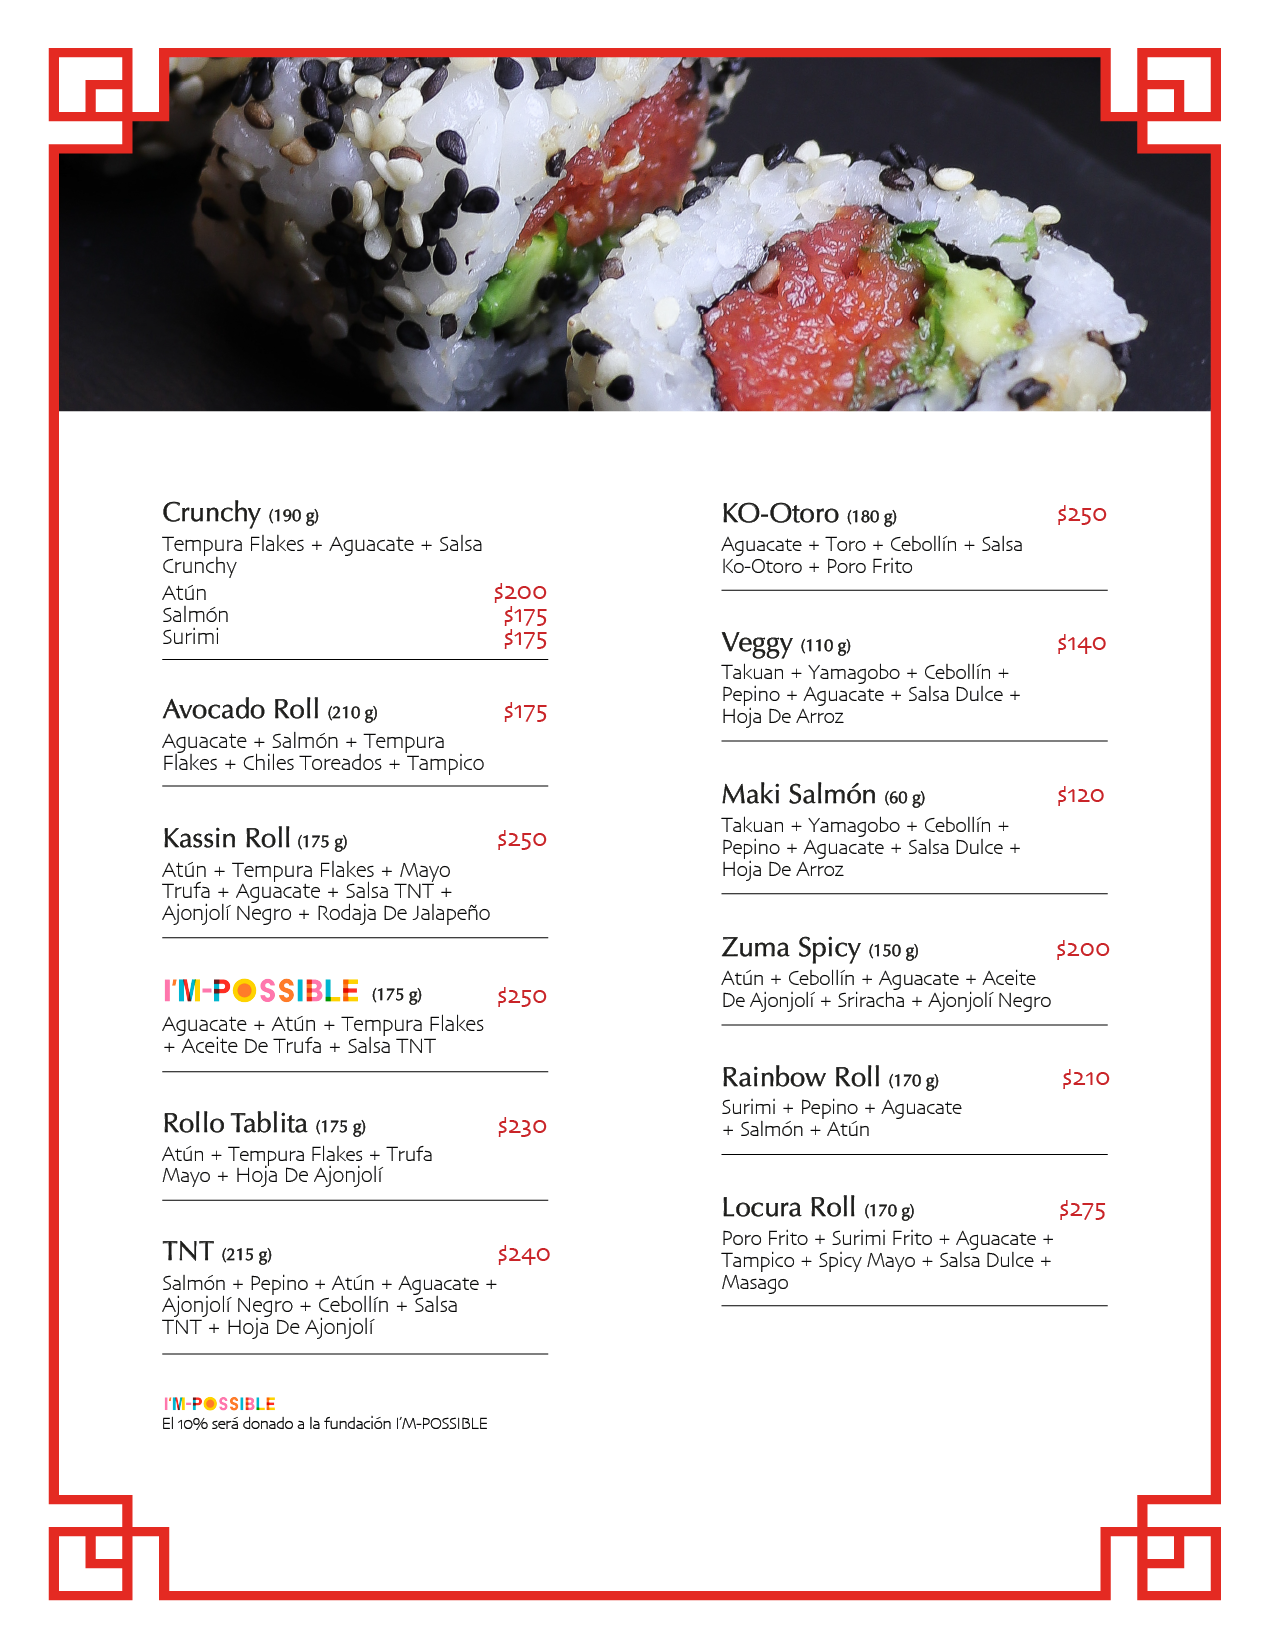 Crunchy (190 g)
Tempura Flakes + Aguacate + Salsa
Crunchy
Atún $200
Salmón $175
Surimi $175
Avocado Roll (210 g) $175
Aguacate + Salmón + Tempura
Flakes + Chiles Toreados + Tampico
Kassin Roll (175 g) $250
Atún + Tempura Flakes + Mayo
Trufa + Aguacate + Salsa TNT +
Ajonjolí Negro + Rodaja De Jalapeño
I'M-POSSIBLE (175 g) $250
Aguacate + Atún + Tempura Flakes
+ Aceite De Trufa + Salsa TNT
Rollo Tablita (175 g) $230
Atún + Tempura Flakes + Trufa
Mayo + Hoja De Ajonjolí
TNT (215 g) $240
Salmón + Pepino + Atún + Aguacate +
Ajonjolí Negro + Cebollín + Salsa
TNT + Hoja De Ajonjolí
I'M-POSSIBLE
El 10% será donado a la fundación I'M-POSSIBLE
KO-Otoro (180 g) $250
Aguacate + Toro + Cebollín + Salsa
Ko-Otoro + Poro Frito
Veggy (110 g) $140
Takuan + Yamagobo + Cebollín +
Pepino + Aguacate + Salsa Dulce +
Hoja De Arroz
Maki Salmón (60 g) $120
Takuan + Yamagobo + Cebollín +
Pepino + Aguacate + Salsa Dulce +
Hoja De Arroz
Zuma Spicy (150 g) $200
Atún + Cebollín + Aguacate + Aceite
De Ajonjolí + Sriracha + Ajonjolí Negro
Rainbow Roll (170 g) $210
Surimi + Pepino + Aguacate
+ Salmón + Atún
Locura Roll (170 g) $275
Poro Frito + Surimi Frito + Aguacate +
Tampico + Spicy Mayo + Salsa Dulce +
Masago